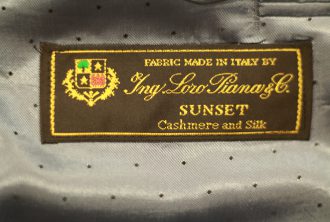 FABRIC MADE IN ITALY BY
Ing. Loro Piana & C.
SUNSET
Cashmere and Silk